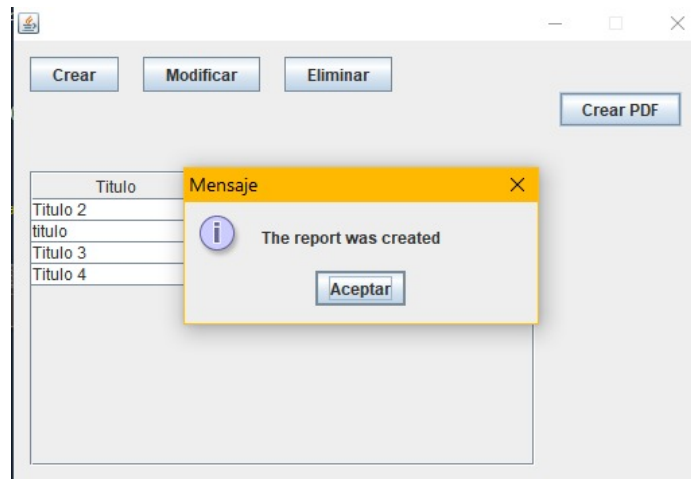 Crear Modificar Eliminar
Crear PDF
Titulo
Titulo 2
titulo
Titulo 3
Titulo 4
Mensaje
i The report was created
Aceptar